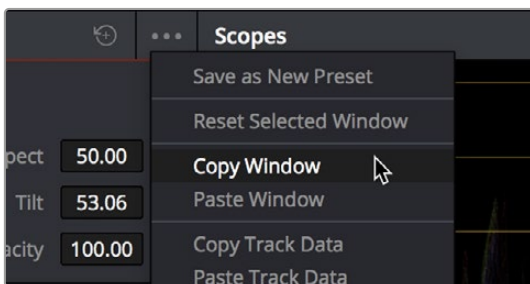 Scopes
Save as New Preset
Reset Selected Window
pect 50.00
Copy Window
Tilt 53.06
Paste Window
acity 100.00
Copy Track Data
Paste Track Data